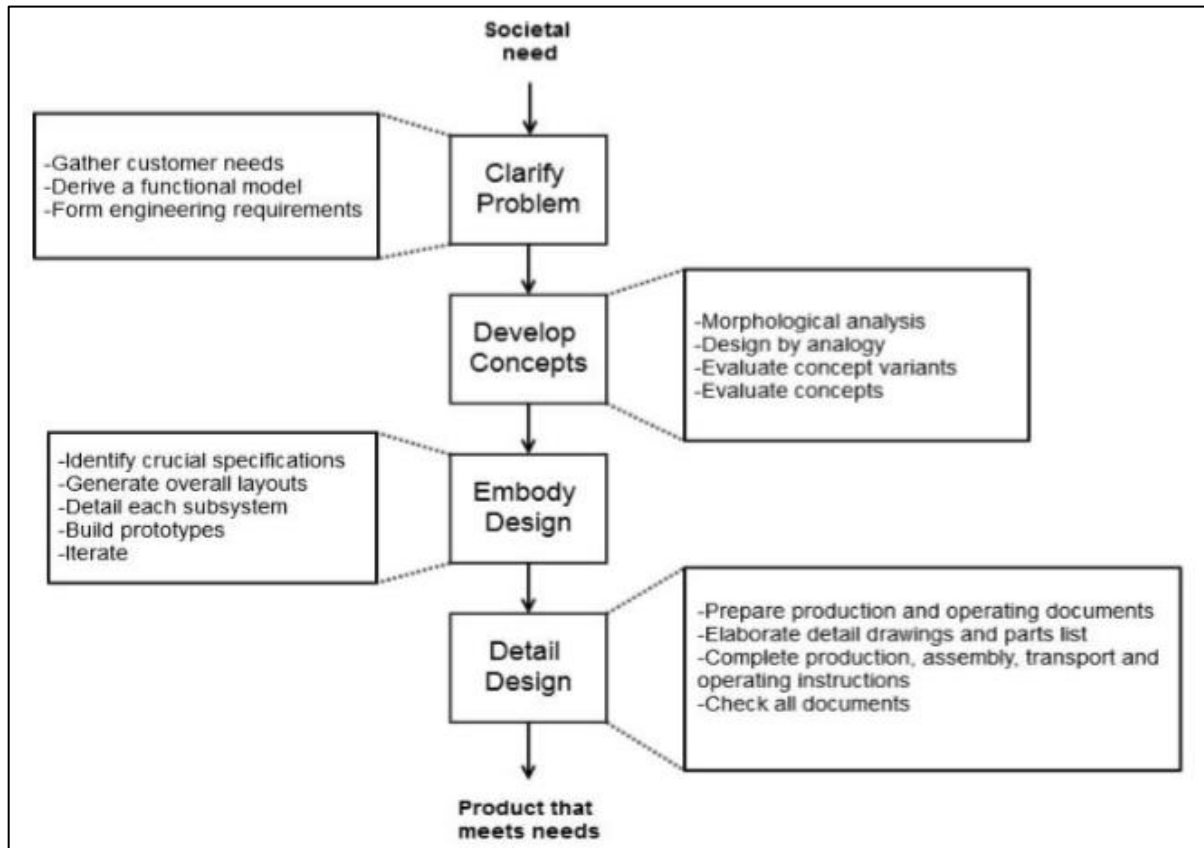 Societal
need
-Gather customer needs
-Derive a functional model
-Form engineering requirements
Clarify
Problem
Develop
Concepts
-Morphological analysis
-Design by analogy
-Evaluate concept variants
-Evaluate concepts
-Identify crucial specifications
-Generate overall layouts
-Detail each subsystem
-Build prototypes
-Iterate
Embody
Design
Detail
Design
-Prepare production and operating documents
-Elaborate detail drawings and parts list
-Complete production, assembly, transport and
operating instructions
-Check all documents
Product that
meets needs